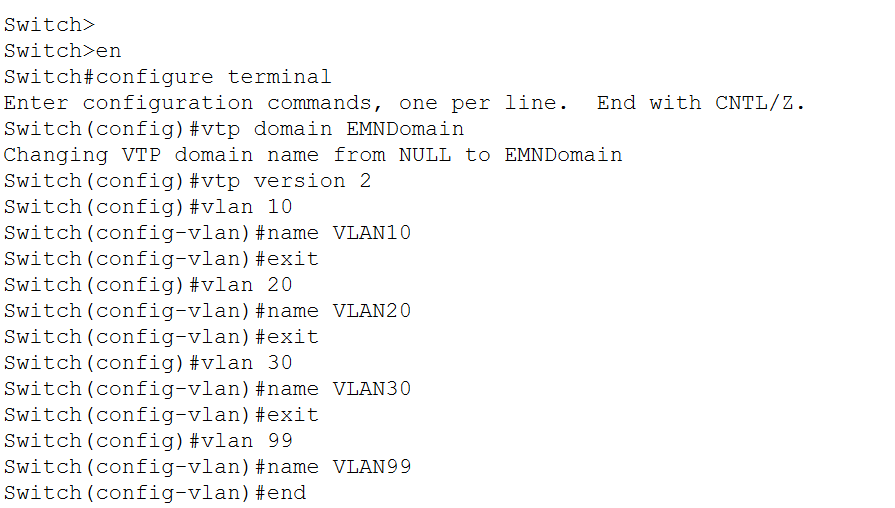 Switch>
Switch>en
Switch#configure terminal
Enter configuration commands, one per line.  End with CNTL/Z.
Switch(config)#vtp domain EMNDomain
Changing VTP domain name from NULL to EMNDomain
Switch(config)#vtp version 2
Switch(config)#vlan 10
Switch(config-vlan)#name VLAN10
Switch(config-vlan)#exit
Switch(config)#vlan 20
Switch(config-vlan)#name VLAN20
Switch(config-vlan)#exit
Switch(config)#vlan 30
Switch(config-vlan)#name VLAN30
Switch(config-vlan)#exit
Switch(config)#vlan 99
Switch(config-vlan)#name VLAN99
Switch(config-vlan)#end